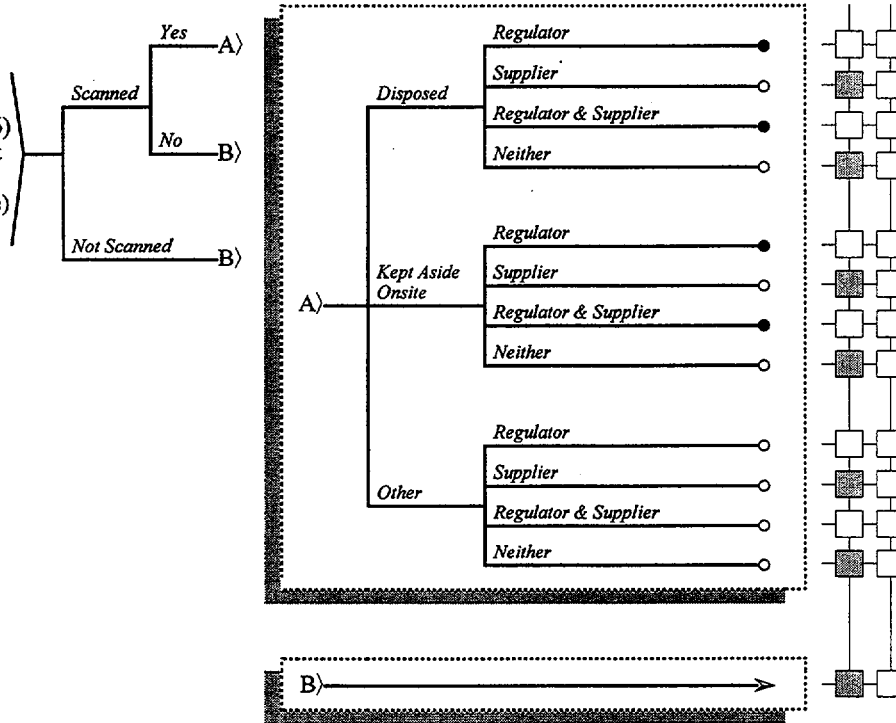 Yes
A⟩
Scanned
No
B⟩
Not Scanned
B⟩
Regulator
Supplier
Disposed
Regulator & Supplier
Neither
Regulator
Kept Aside
Onsite
Supplier
A⟩
Regulator & Supplier
Neither
Regulator
Supplier
Other
Regulator & Supplier
Neither
B⟩